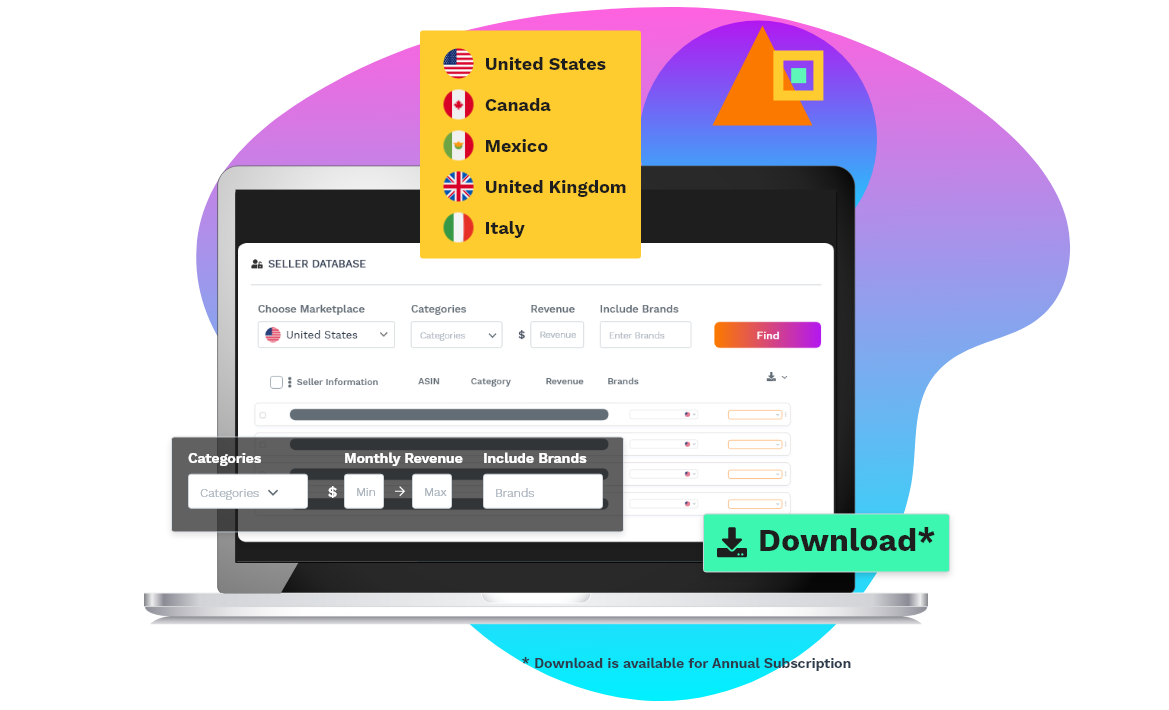 United States
Canada
Mexico
United Kingdom
Italy
SELLER DATABASE
Choose Marketplace Categories Revenue Include Brands
United States Categories $ Revenue Enter Brands Find
Seller Information ASIN Category Revenue Brands
Categories Monthly Revenue Include Brands
Categories $ Min → Max Brands
Download*
* Download is available for Annual Subscription